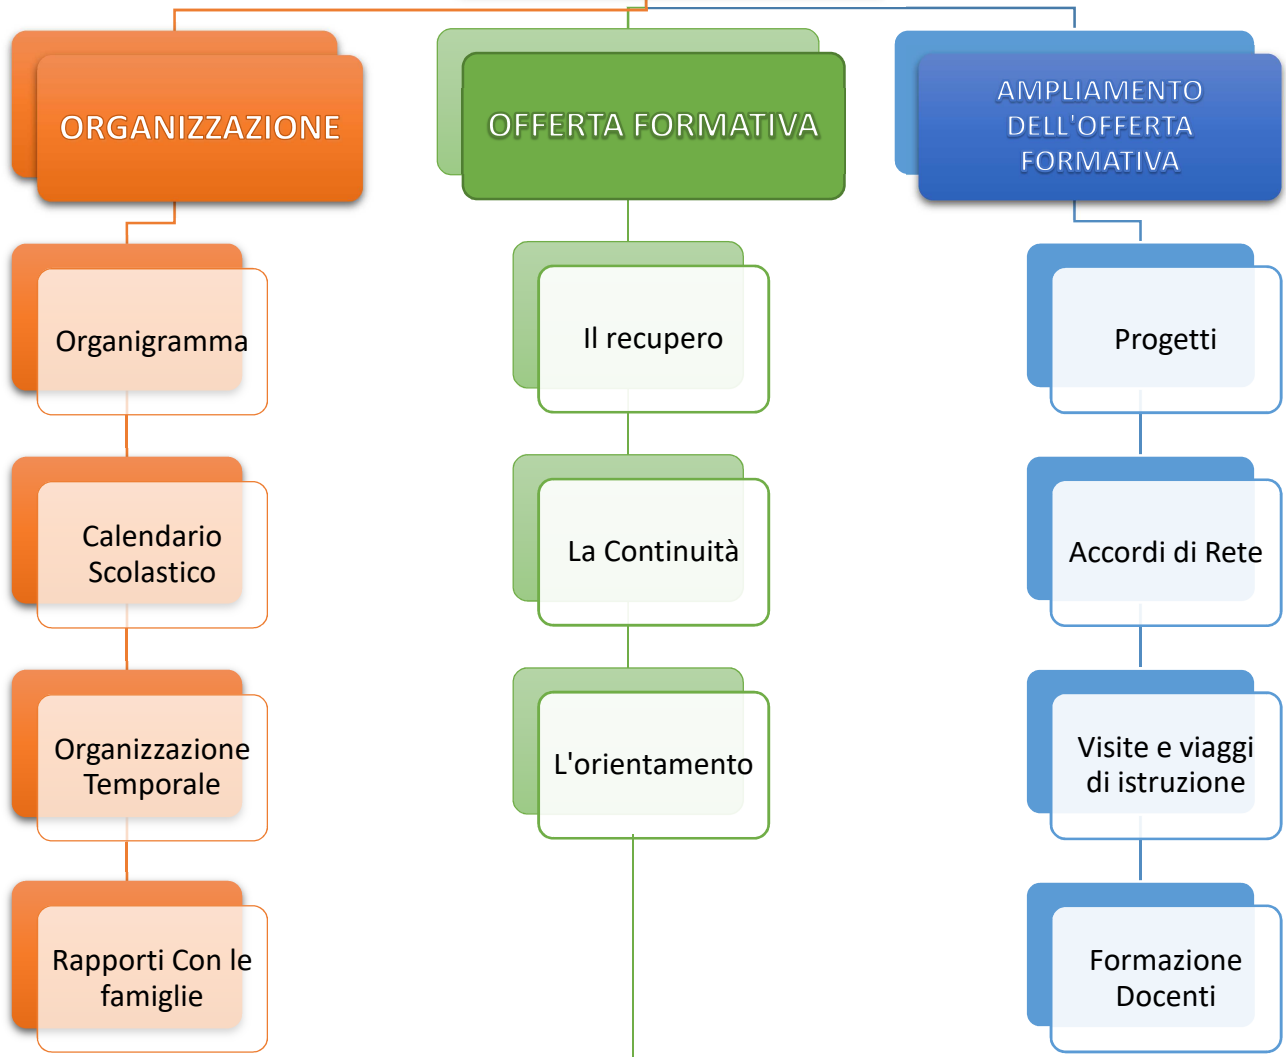 ORGANIZZAZIONE
Organigramma
Calendario
Scolastico
Organizzazione
Temporale
Rapporti Con le
famiglie
OFFERTA FORMATIVA
Il recupero
La Continuità
L'orientamento
AMPLIAMENTO
DELL'OFFERTA
FORMATIVA
Progetti
Accordi di Rete
Visite e viaggi
di istruzione
Formazione
Docenti